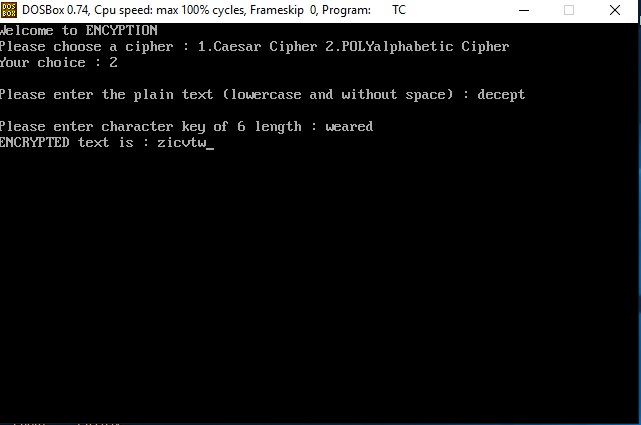 DOSBox 0.74, Cpu speed: max 100% cycles, Frameskip 0, Program: TC
Welcome to ENCYPTION
Please choose a cipher : 1.Caesar Cipher 2.POLYalphabetic Cipher
Your choice : 2
Please enter the plain text (lowercase and without space) : decept
Please enter character key of 6 length : weared
ENCRYPTED text is : zicvtw_